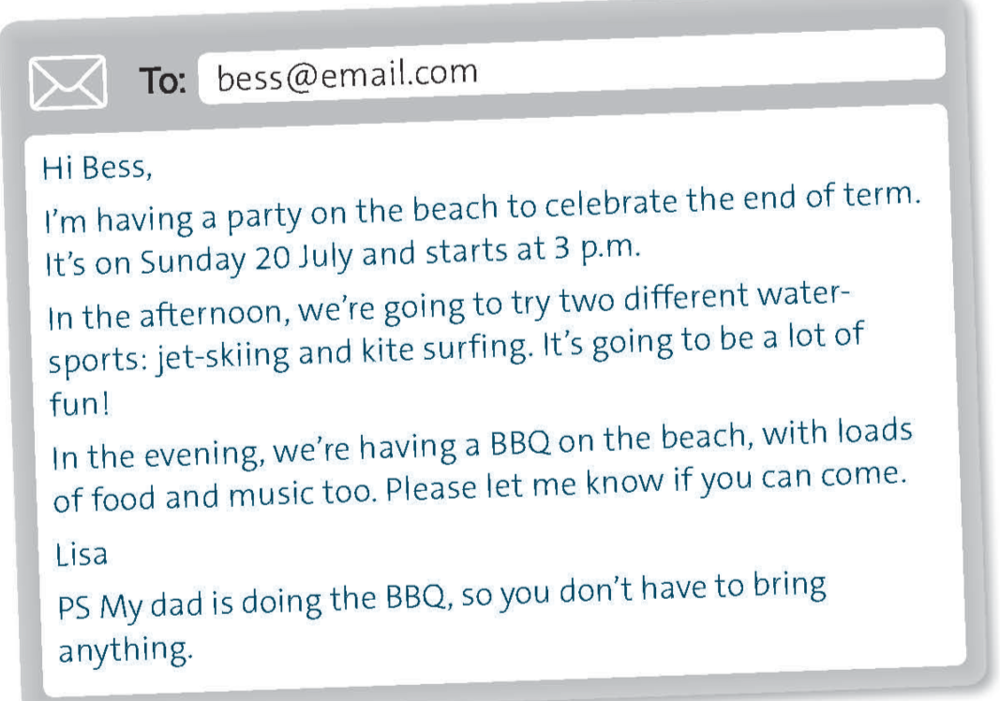 To: bess@email.com
Hi Bess,
I'm having a party on the beach to celebrate the end of term.
It's on Sunday 20 July and starts at 3 p.m.
In the afternoon, we're going to try two different water-
sports: jet-skiing and kite surfing. It's going to be a lot of
fun!
In the evening, we're having a BBQ on the beach, with loads
of food and music too. Please let me know if you can come.
Lisa
PS My dad is doing the BBQ, so you don't have to bring
anything.